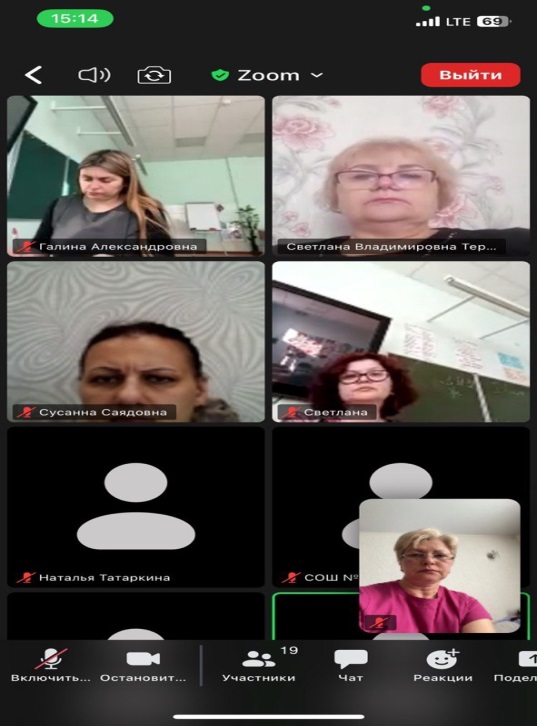 15:14
LTE 69
Zoom
Выйти
Галина Александровна
Светлана Владимировна Тер...
Сусанна Саядовна
Светлана
Наталья Татаркина
СОШ №
19
Включить...
Остановит...
Участники
Чат
Реакции
Подел